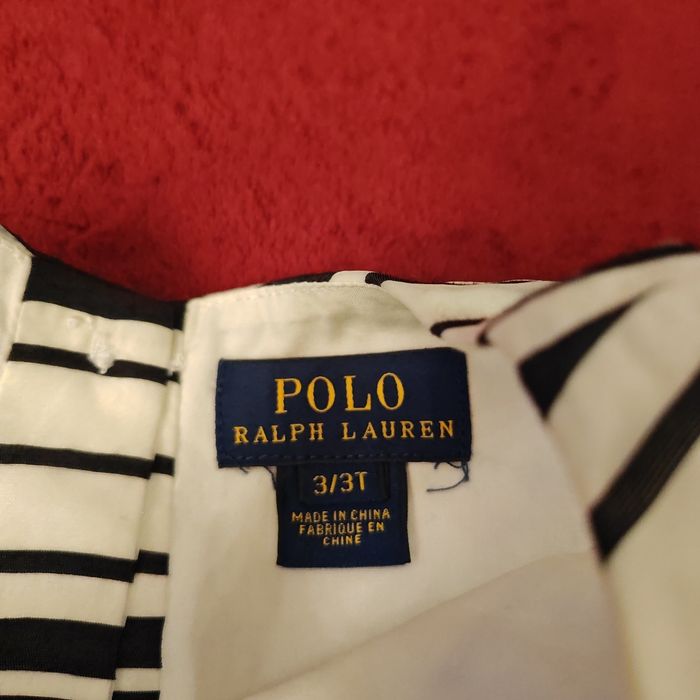 POLO
RALPH LAUREN
3/3T
MADE IN CHINA
FABRIQUE EN
CHINE